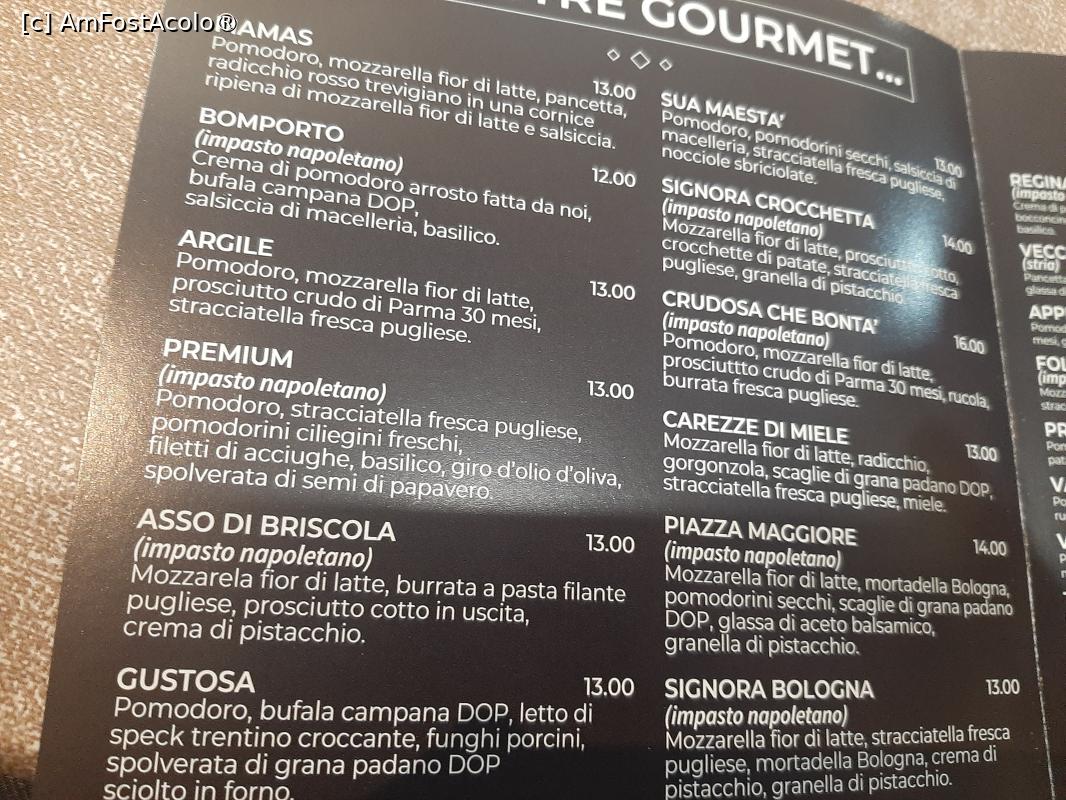 [c] AmFostAcolo®
GOURMET...
Pomodoro, mozzarella fior di latte, pancetta,
13.00
radicchio rosso trevigiano in una cornice
ripiena di mozzarella fior di latte e salsiccia.
BOMPORTO
(impasto napoletano)
12.00
Crema di pomodoro arrosto fatta da noi,
bufala campana DOP,
salsiccia di macelleria, basilico.
ARGILE
13.00
Pomodoro, mozzarella fior di latte,
prosciutto crudo di Parma 30 mesi,
stracciatella fresca pugliese.
PREMIUM
(impasto napoletano)
13.00
Pomodoro, stracciatella fresca pugliese,
pomodorini ciliegini freschi,
filetti di acciughe, basilico, giro d'olio d'oliva,
spolverata di semi di papavero.
ASSO DI BRISCOLA
13.00
(impasto napoletano)
Mozzarela fior di latte, burrata a pasta filante
pugliese, prosciutto cotto in uscita,
crema di pistacchio.
GUSTOSA
13.00
Pomodoro, bufala campana DOP, letto di
speck trentino croccante, funghi porcini,
spolverata di grana padano DOP
sciolto in forno.
SUA MAESTA'
13.00
Pomodoro, pomodorini secchi, salsiccia di
macelleria, stracciatella fresca pugliese,
nocciole sbriciolate.
SIGNORA CROCCHETTA
(impasto napoletano)
14.00
Mozzarella fior di latte, prosciutto cotto,
crocchette di patate, stracciatella fresca
pugliese, granella di pistacchio
CRUDOSA CHE BONTA'
(impasto napoletano)
16.00
Pomodoro, mozzarella fior di latte,
prosciuttto crudo di Parma 30 mesi, rucola,
burrata fresca pugliese.
CAREZZE DI MIELE
13.00
Mozzarella fior di latte, radicchio,
gorgonzola, scaglie di grana padano DOP,
stracciatella fresca pugliese, miele.
PIAZZA MAGGIORE
14.00
(impasto napoletano)
Mozzarella fior di latte, mortadella Bologna,
pomodorini secchi, scaglie di grana padano
DOP, glassa di aceto balsamico,
granella di pistacchio.
SIGNORA BOLOGNA
13.00
(impasto napoletano)
Mozzarella fior di latte, stracciatella fresca
pugliese, mortadella Bologna, crema di
pistacchio, granella di pistacchio.
basilico.
(stria)